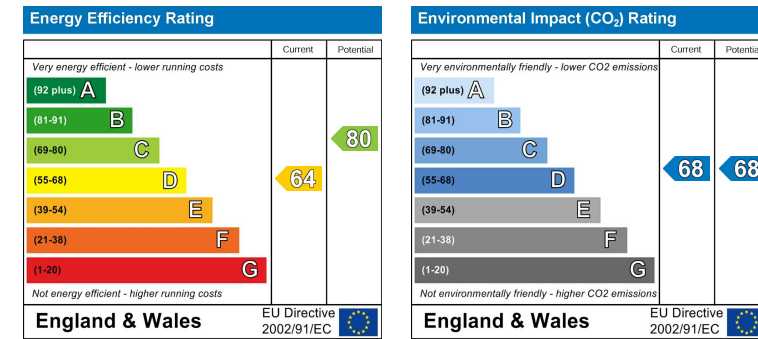 Energy Efficiency Rating
Current Potential
Very energy efficient - lower running costs
(92 plus) A
(81-91) B
(69-80) C
(55-68) D
(39-54) E
(21-38) F
(1-20) G
64
80
Not energy efficient - higher running costs
England & Wales
EU Directive
2002/91/EC
Environmental Impact (CO₂) Rating
Current Potentia
Very environmentally friendly - lower CO2 emissions
(92 plus) A
(81-91) B
(69-80) C
(55-68) D
(39-54) E
(21-38) F
(1-20) G
68
68
Not environmentally friendly - higher CO2 emissions
England & Wales
EU Directive
2002/91/EC